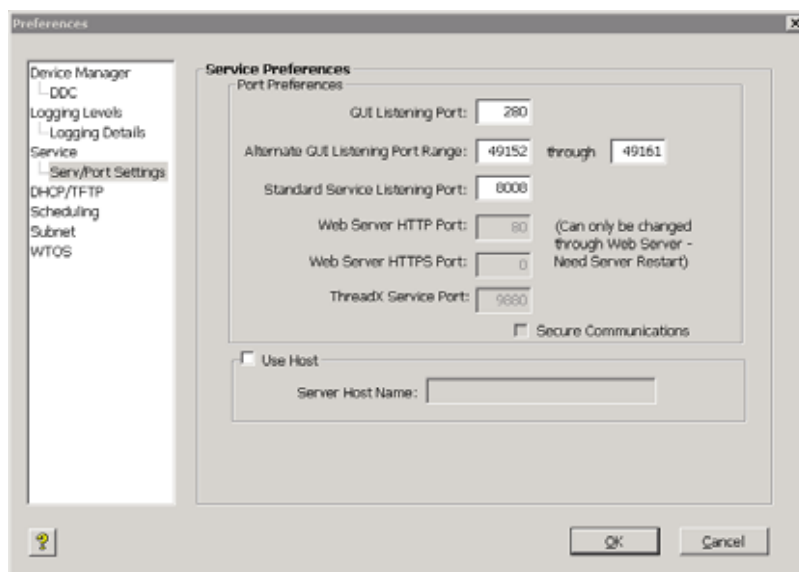 Preferences
Device Manager
DDC
Logging Levels
Logging Details
Service
Serv/Port Settings
DHCP/TFTP
Scheduling
Subnet
WTOS
Service Preferences
Port Preferences
GUI Listening Port: 280
Alternate GUI Listening Port Range: 49152 through 49161
Standard Service Listening Port: 8008
Web Server HTTP Port: 80
Web Server HTTPS Port: 0
ThreadX Service Port: 9880
(Can only be changed
through Web Server -
Need Server Restart)
Secure Communications
Use Host
Server Host Name:
OK
Cancel